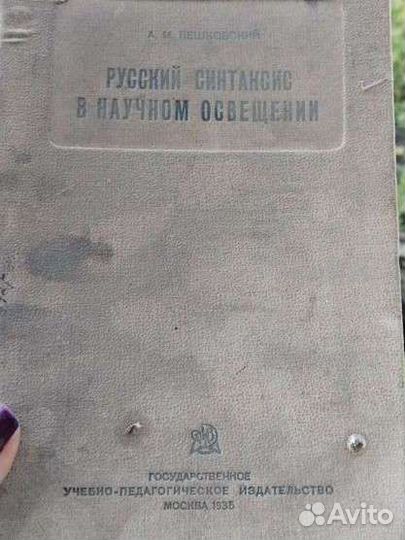 А. М. ПЕШКОВСКИЙ
РУССКИЙ СИНТАКСИС
В НАУЧНОМ ОСВЕЩЕНИИ
ГОСУДАРСТВЕННОЕ
УЧЕБНО-ПЕДАГОГИЧЕСКОЕ ИЗДАТЕЛЬСТВО
МОСКВА 1935
Avito